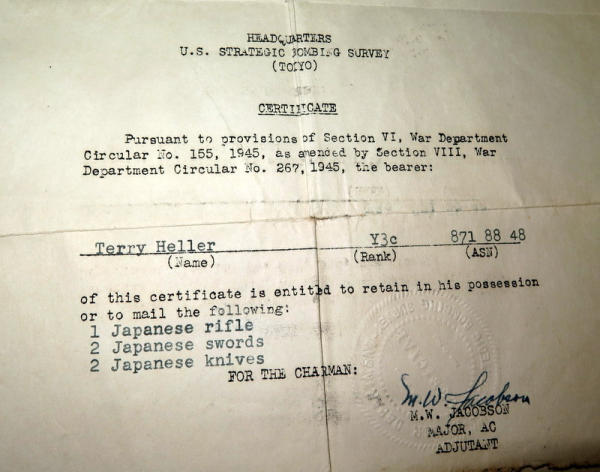 HEADQUARTERS
U.S. STRATEGIC BOMBING SURVEY
(TOKYO)
CERTIFICATE
Pursuant to provisions of Section VI, War Department
Circular No. 155, 1945, as amended by Section VIII, War
Department Circular No. 267, 1945, the bearer:
Terry Heller Y3c 871 88 48
(Name) (Rank) (ASN)
of this certificate is entitled to retain in his possession
or to mail the following:
1 Japanese rifle
2 Japanese swords
2 Japanese knives
FOR THE CHARMAN:
M.W. Jacobson
M.W. JACOBSON
MAJOR, AC
ADJUTANT